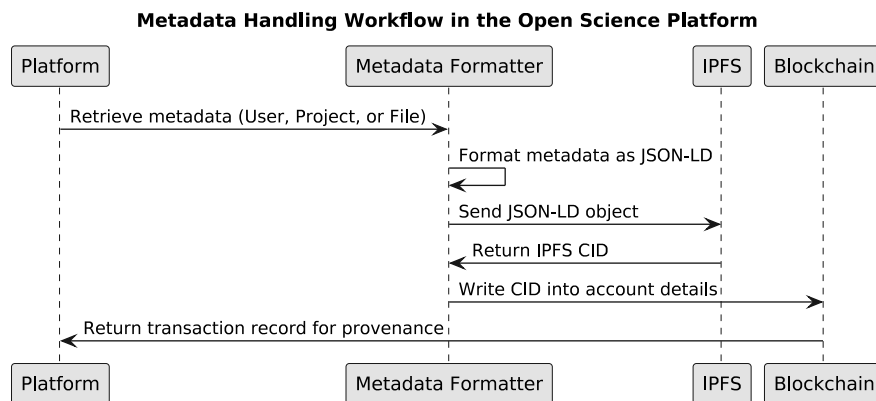 Metadata Handling Workflow in the Open Science Platform
Platform
Metadata Formatter
IPFS
Blockchain
Retrieve metadata (User, Project, or File)
Format metadata as JSON-LD
Send JSON-LD object
Return IPFS CID
Write CID into account details
Return transaction record for provenance
Platform
Metadata Formatter
IPFS
Blockchain